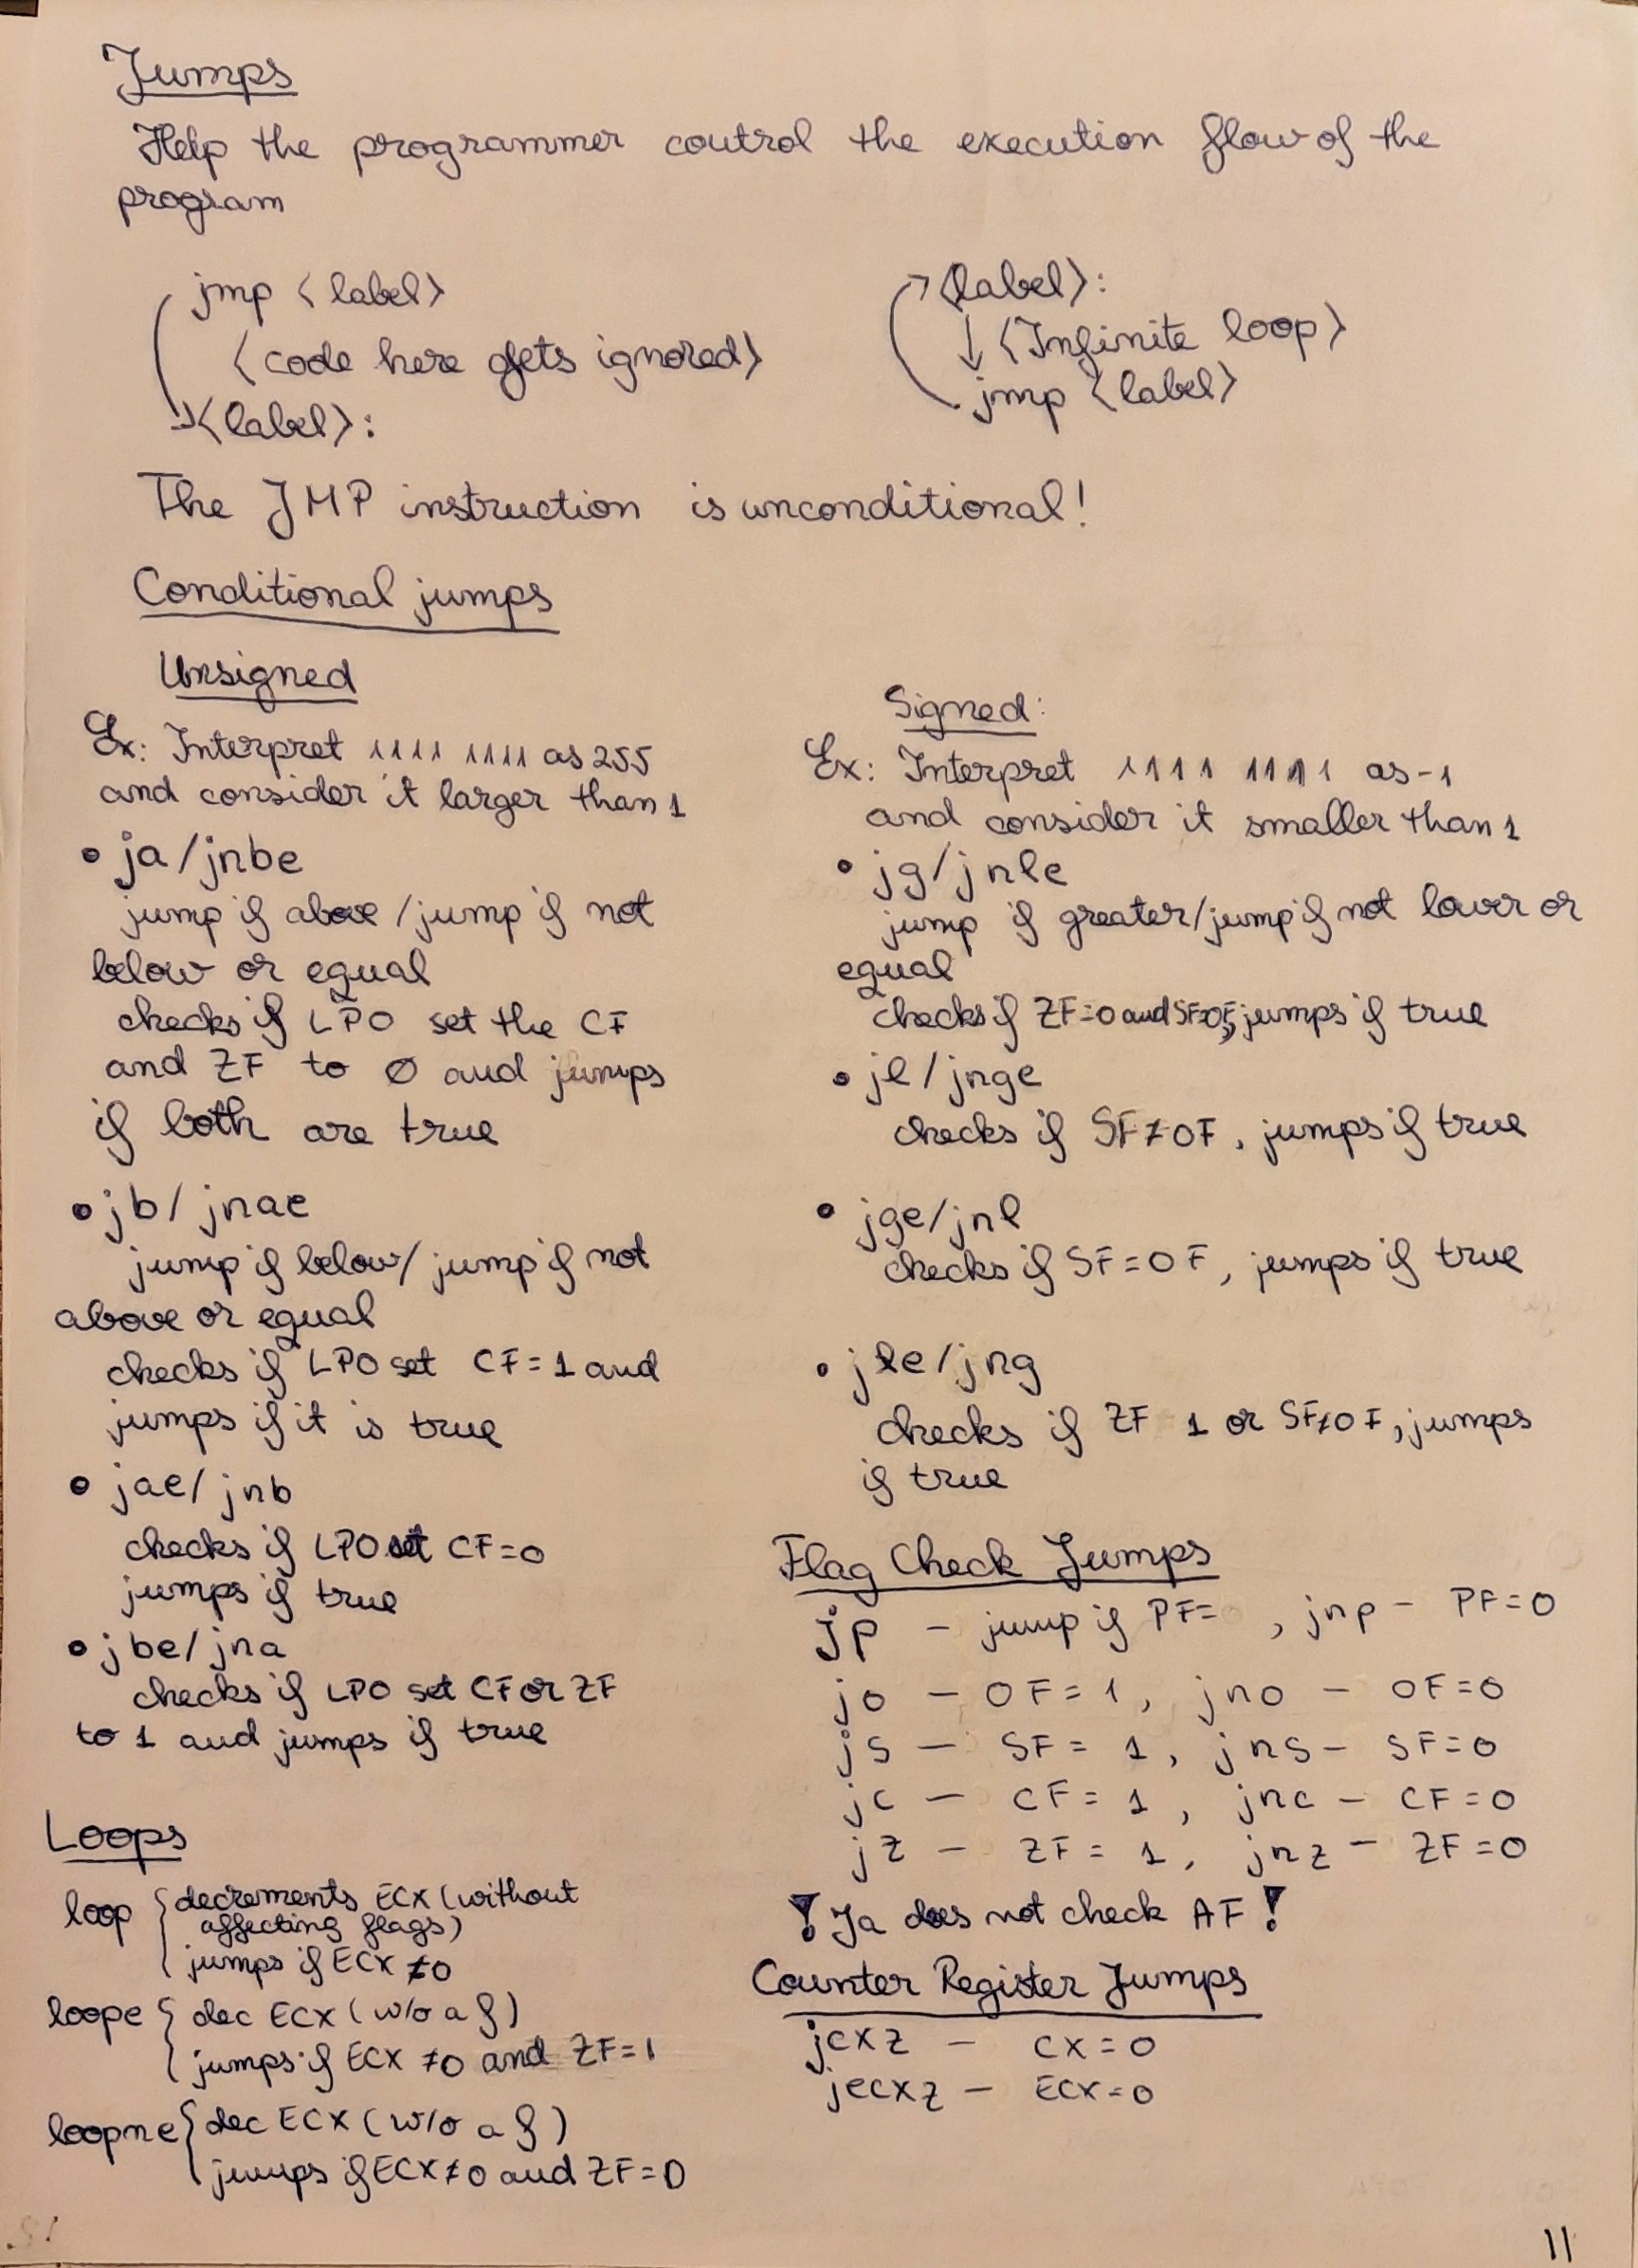 Jumps
Help the programmer control the execution flow of the
program
jmp <label>
<code here gets ignored>
<label>:
<label>:
<Infinite loop>
jmp <label>
The JMP instruction is unconditional!
Conditional jumps
Unsigned
Ex: Interpret 1111 1111 as 255
and consider it larger than 1
• ja/jnbe
jump if above/jump if not
below or equal
checks if LPO set the CF
and ZF to 0 and jumps
if both are true
• jb/ jnae
jump if below/ jump if not
above or equal
checks if LPO set CF=1 and
jumps if it is true
• jae/ jnb
checks if LPO set CF=0
jumps if true
• jbe/ jna
checks if LPO set CF or ZF
to 1 and jumps if true
Loops
loop { decrements ECX (without
affecting flags)
jumps if ECX ≠0
loope { dec ECX (w/o a f)
jumps if ECX ≠0 and ZF=1
loopne { dec ECX (w/o a f)
jumps if ECX≠0 and ZF=0
Signed:
Ex: Interpret 1111 1111 as -1
and consider it smaller than 1
• jg/jnle
jump if greater/jump if not lower or
equal
checks if ZF=0 and SF=OF, jumps if true
• jl/jnge
checks if SF≠OF, jumps if true
• jge/jnl
checks if SF=OF, jumps if true
• jle/jng
checks if ZF 1 or SF≠OF, jumps
if true
Flag Check Jumps
jp – jump if PF= , jnp – PF=0
jo – OF=1, jno – OF=0
js – SF= 1, jns – SF=0
jc – CF= 1, jnc – CF=0
jz – ZF= 1, jnz – ZF=0
! Ja does not check AF!
Counter Register Jumps
jcxz – CX=0
jecxz – ECX=0
11